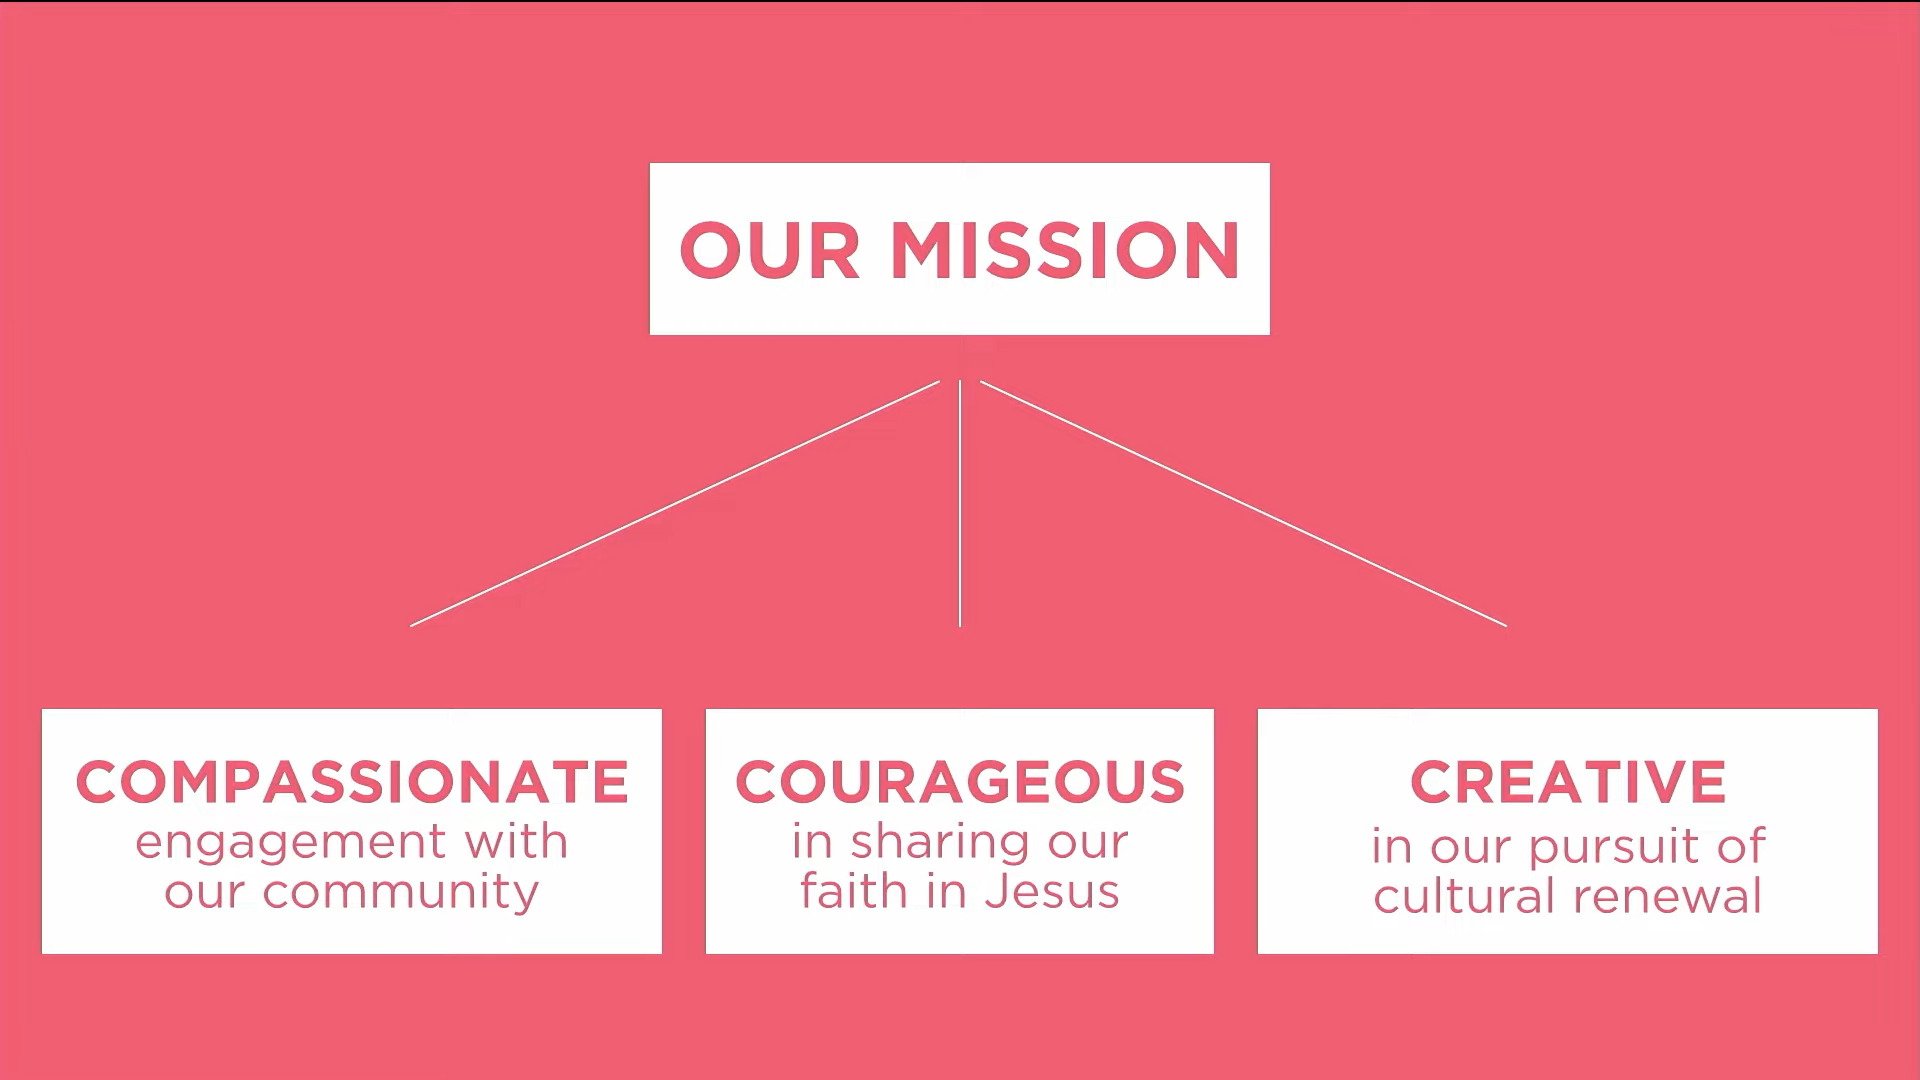 OUR MISSION
COMPASSIONATE
engagement with
our community
COURAGEOUS
in sharing our
faith in Jesus
CREATIVE
in our pursuit of
cultural renewal